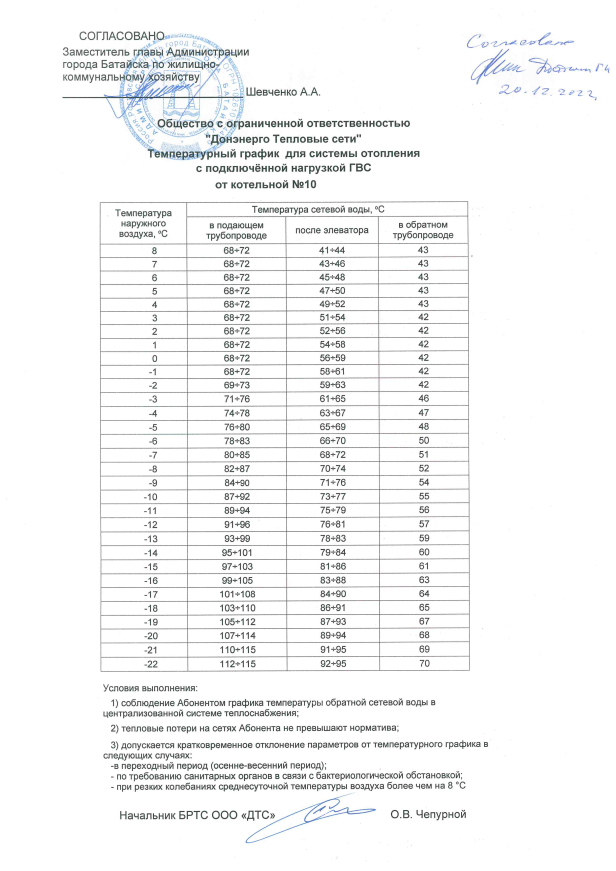 СОГЛАСОВАНО
Заместитель главы Администрации
города Батайска по жилищно-
коммунальному хозяйству
Шевченко А.А.
Согласовано
20.12.2022
Общество с ограниченной ответственностью
"Донэнерго Тепловые сети"
Температурный график для системы отопления
с подключённой нагрузкой ГВС
от котельной №10
Температура наружного воздуха, °С
Температура сетевой воды, °С
в подающем трубопроводе после элеватора в обратном трубопроводе
8 68÷72 41÷44 43
7 68÷72 43÷46 43
6 68÷72 45÷48 43
5 68÷72 47÷50 43
4 68÷72 49÷52 43
3 68÷72 51÷54 42
2 68÷72 52÷56 42
1 68÷72 54÷58 42
0 68÷72 56÷59 42
-1 68÷72 58÷61 42
-2 69÷73 59÷63 42
-3 71÷76 61÷65 46
-4 74÷78 63÷67 47
-5 76÷80 65÷69 48
-6 78÷83 66÷70 50
-7 80÷85 68÷72 51
-8 82÷87 70÷74 52
-9 84÷90 71÷76 54
-10 87÷92 73÷77 55
-11 89÷94 75÷79 56
-12 91÷96 76÷81 57
-13 93÷99 78÷83 59
-14 95÷101 79÷84 60
-15 97÷103 81÷86 61
-16 99÷105 83÷88 63
-17 101÷108 84÷90 64
-18 103÷110 86÷91 65
-19 105÷112 87÷93 67
-20 107÷114 89÷94 68
-21 110÷115 91÷95 69
-22 112÷115 92÷95 70
Условия выполнения:
1) соблюдение Абонентом графика температуры обратной сетевой воды в
централизованной системе теплоснабжения;
2) тепловые потери на сетях Абонента не превышают норматива;
3) допускается кратковременное отклонение параметров от температурного графика в
следующих случаях:
-в переходный период (осенне-весенний период);
- по требованию санитарных органов в связи с бактериологической обстановкой;
- при резких колебаниях среднесуточной температуры воздуха более чем на 8 °С
Начальник БРТС ООО «ДТС» О.В. Чепурной